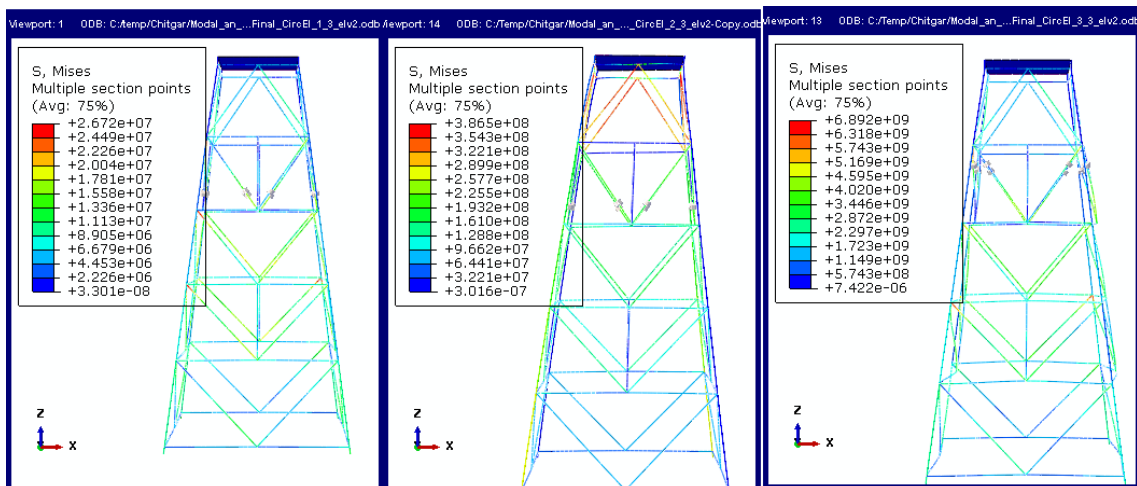 Viewport: 1 ODB: C:/temp/Chitgar/Modal_an_...Final_CircEl_1_3_elv2.odb
S, Mises
Multiple section points
(Avg: 75%)
+2.672e+07
+2.449e+07
+2.226e+07
+2.004e+07
+1.781e+07
+1.558e+07
+1.336e+07
+1.113e+07
+8.905e+06
+6.679e+06
+4.453e+06
+2.226e+06
+3.301e-08
Z
X
Viewport: 14 ODB: C:/Temp/Chitgar/Modal_an_..._CircEl_2_3_elv2-Copy.odb
S, Mises
Multiple section points
(Avg: 75%)
+3.865e+08
+3.543e+08
+3.221e+08
+2.899e+08
+2.577e+08
+2.255e+08
+1.932e+08
+1.610e+08
+1.288e+08
+9.662e+07
+6.441e+07
+3.221e+07
+3.016e-07
Z
X
Viewport: 13 ODB: C:/Temp/Chitgar/Modal_an_...Final_CircEl_3_3_elv2.odb
S, Mises
Multiple section points
(Avg: 75%)
+6.892e+09
+6.318e+09
+5.743e+09
+5.169e+09
+4.595e+09
+4.020e+09
+3.446e+09
+2.872e+09
+2.297e+09
+1.723e+09
+1.149e+09
+5.743e+08
+7.422e-06
Z
X